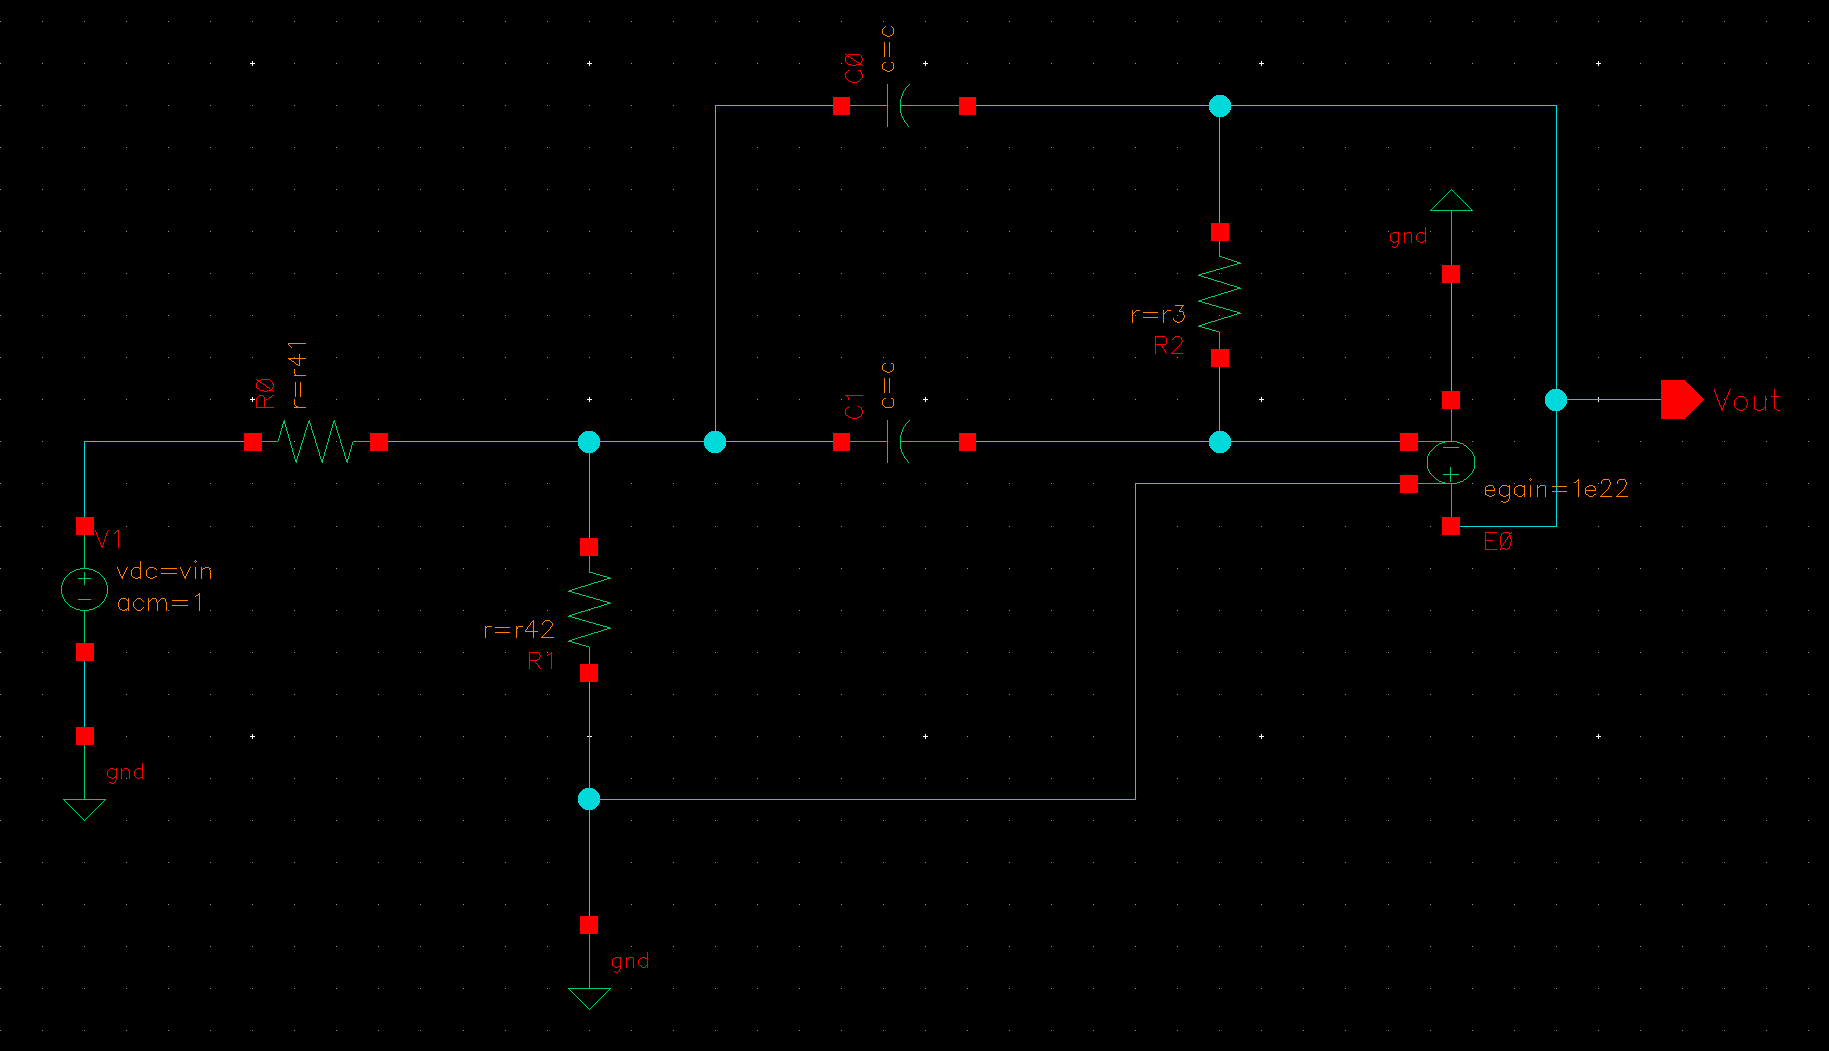 C0
c=c
gnd
r=r3
R2
R0
r=r41
C1
c=c
Vout
egain=1e22
E0
V1
vdc=vin
acm=1
r=r42
R1
gnd
gnd